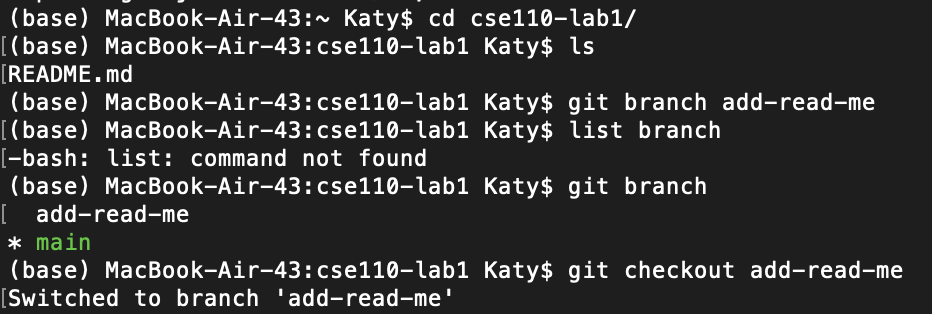 (base) MacBook-Air-43:~ Katy$ cd cse110-lab1/
[(base) MacBook-Air-43:cse110-lab1 Katy$ ls
[README.md
(base) MacBook-Air-43:cse110-lab1 Katy$ git branch add-read-me
[(base) MacBook-Air-43:cse110-lab1 Katy$ list branch
[-bash: list: command not found
(base) MacBook-Air-43:cse110-lab1 Katy$ git branch
[  add-read-me
* main
(base) MacBook-Air-43:cse110-lab1 Katy$ git checkout add-read-me
[Switched to branch 'add-read-me'